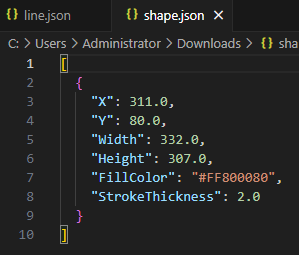 {} line.json {} shape.json
C: > Users > Administrator > Downloads > {} sha
1 [
2 {
3 "X": 311.0,
4 "Y": 80.0,
5 "Width": 332.0,
6 "Height": 307.0,
7 "FillColor": "#FF800080",
8 "StrokeThickness": 2.0
9 }
10 ]